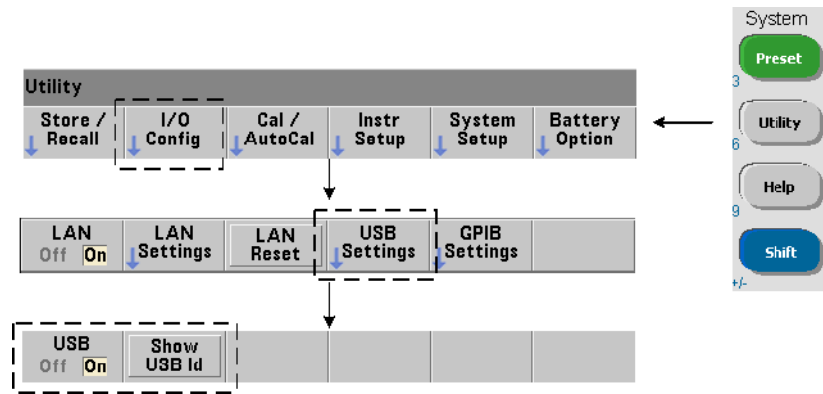 System
Preset
3
Utility
6
Help
9
Shift
+/-
Utility
Store / Recall
I/O Config
Cal / AutoCal
Instr Setup
System Setup
Battery Option
LAN
Off On
LAN Settings
LAN Reset
USB Settings
GPIB Settings
USB
Off On
Show USB Id